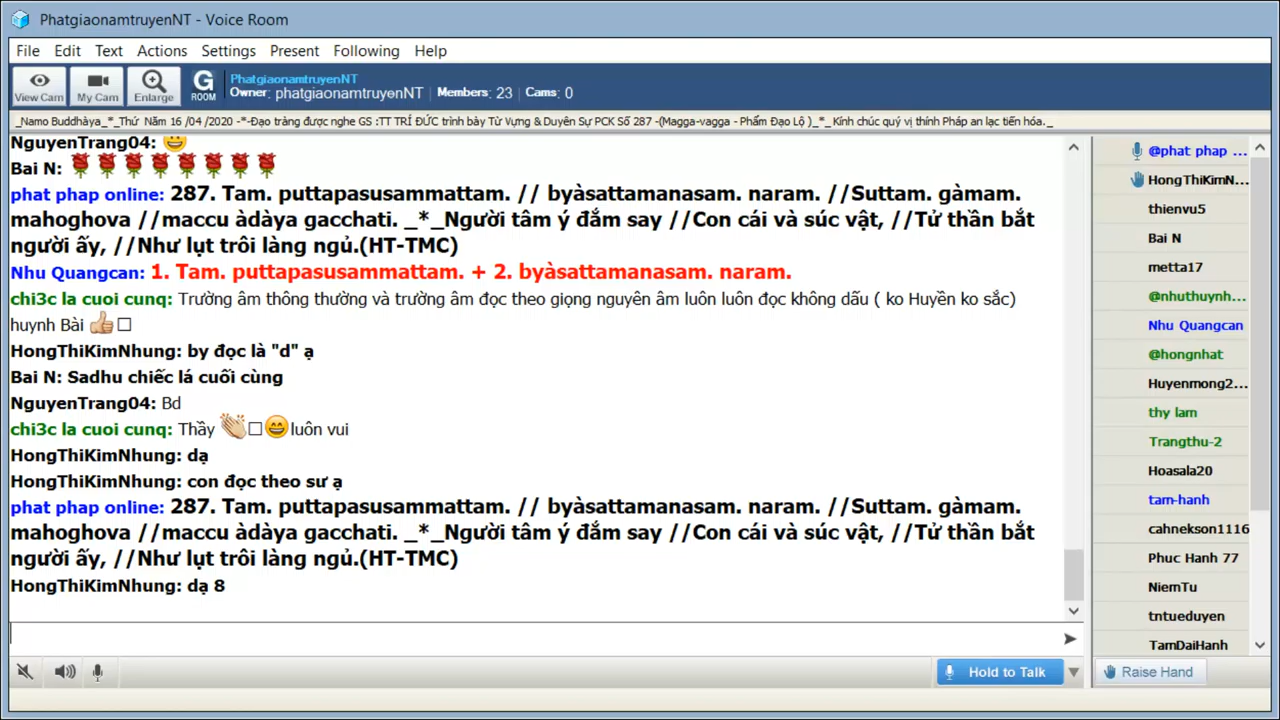 PhatgiaonamtruyenNT - Voice Room
File Edit Text Actions Settings Present Following Help
View Cam My Cam Enlarge G ROOM
PhatgiaonamtruyenNT
Owner: phatgiaonamtruyenNT Members: 23 Cams: 0
_Namo Buddhàya_*_Thứ Năm 16 /04 /2020 -*-Đạo tràng được nghe GS :TT TRÍ ĐỨC trình bày Từ Vựng & Duyên Sự PCK Số 287 -(Magga-vagga - Phẩm Đạo Lộ )_*_ Kính chúc quý vị thính Pháp an lạc tiến hóa._
NguyenTrang04:
Bai N:
phat phap online: 287. Tam. puttapasusammattam. // byàsattamanasam. naram. //Suttam. gàmam.
mahoghova //maccu àdàya gacchati. _*_Người tâm ý đắm say //Con cái và súc vật, //Tử thần bắt
người ấy, //Như lụt trôi làng ngủ.(HT-TMC)
Nhu Quangcan: 1. Tam. puttapasusammattam. + 2. byàsattamanasam. naram.
chi3c la cuoi cunq: Trường âm thông thường và trường âm đọc theo giọng nguyên âm luôn luôn đọc không dấu ( ko Huyền ko sắc)
huynh Bài
HongThiKimNhung: by đọc là "d" ạ
Bai N: Sadhu chiếc lá cuối cùng
NguyenTrang04: Bd
chi3c la cuoi cunq: Thầy luôn vui
HongThiKimNhung: dạ
HongThiKimNhung: con đọc theo sư ạ
phat phap online: 287. Tam. puttapasusammattam. // byàsattamanasam. naram. //Suttam. gàmam.
mahoghova //maccu àdàya gacchati. _*_Người tâm ý đắm say //Con cái và súc vật, //Tử thần bắt
người ấy, //Như lụt trôi làng ngủ.(HT-TMC)
HongThiKimNhung: dạ 8
@phat phap ...
HongThiKimN...
thienvu5
Bai N
metta17
@nhuthuynh...
Nhu Quangcan
@hongnhat
Huyenmong2...
thy lam
Trangthu-2
Hoasala20
tam-hanh
cahnekson1116
Phuc Hanh 77
NiemTu
tntueduyen
TamDaiHanh
Hold to Talk
Raise Hand